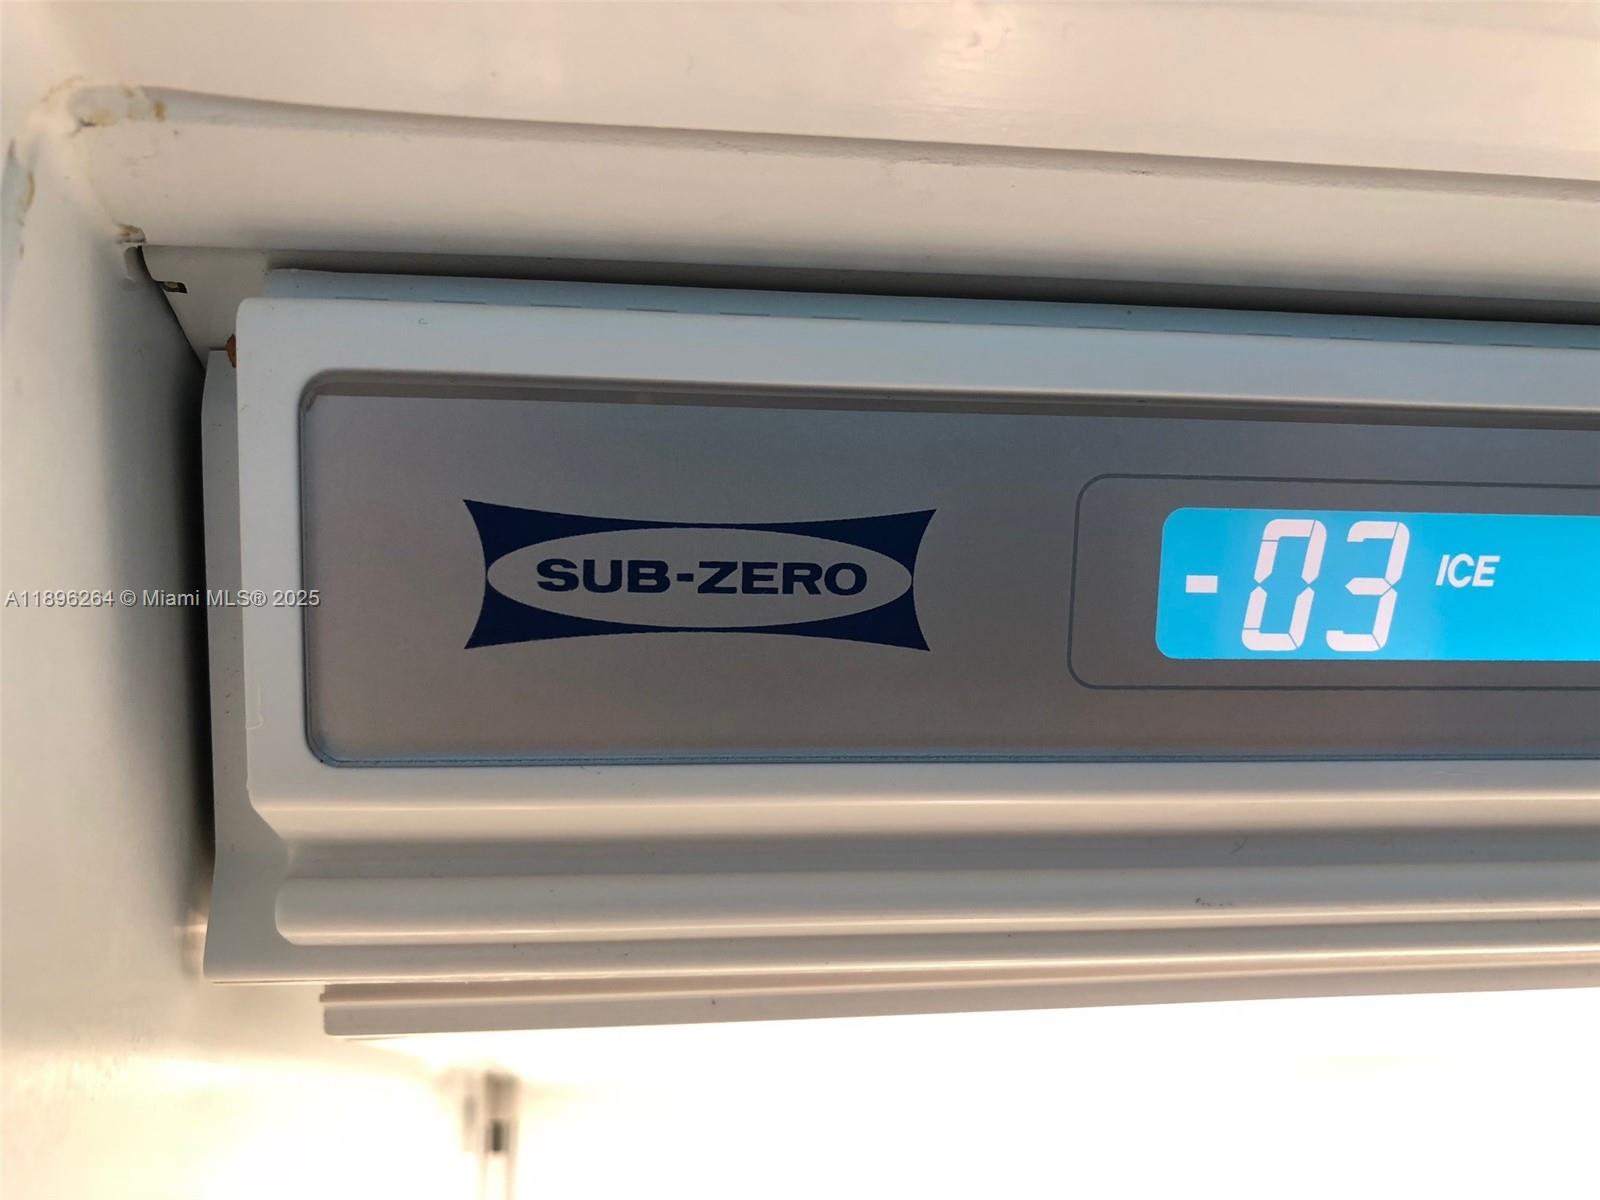 SUB-ZERO
-03 ICE
A11896264 © Miami MLS® 2025